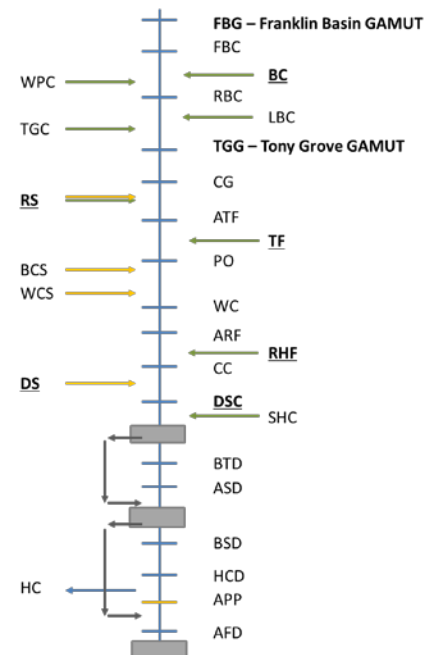 FBG – Franklin Basin GAMUT
FBC
BC
WPC
RBC
LBC
TGC
TGG – Tony Grove GAMUT
CG
RS
ATF
TF
PO
BCS
WCS
WC
ARF
RHF
CC
DS
DSC
SHC
BTD
ASD
BSD
HCD
HC
APP
AFD